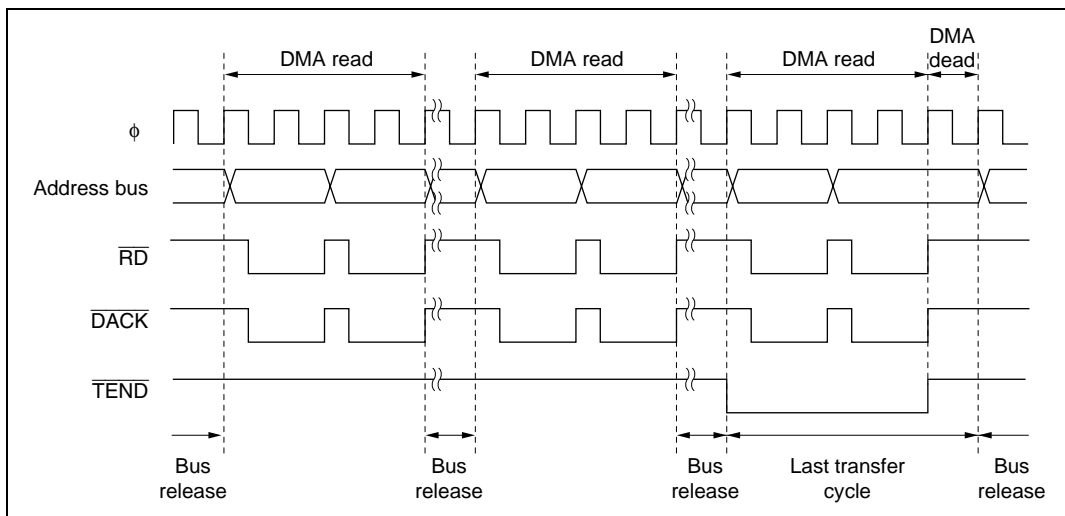 DMA
DMA read DMA read DMA read dead
φ
Address bus
RD
DACK
TEND
Bus release Bus release Bus release Last transfer cycle Bus release